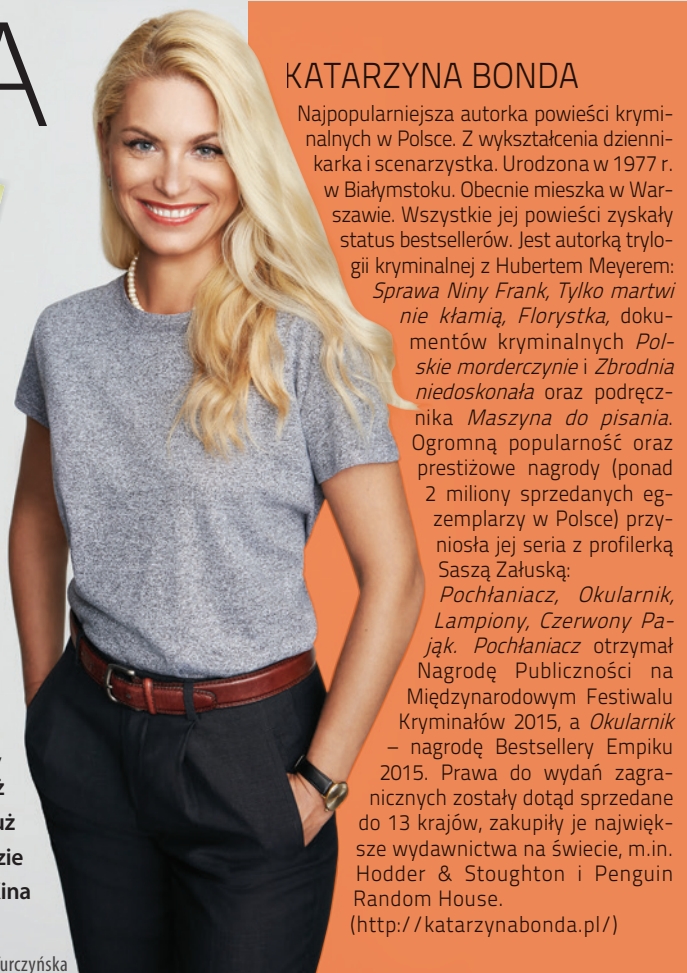 A
KATARZYNA BONDA
Najpopularniejsza autorka powieści krymi-
nalnych w Polsce. Z wykształcenia dzienni-
karka i scenarzystka. Urodzona w 1977 r.
w Białymstoku. Obecnie mieszka w War-
szawie. Wszystkie jej powieści zyskały
status bestsellerów. Jest autorką trylo-
gii kryminalnej z Hubertem Meyerem:
Sprawa Niny Frank, Tylko martwi
nie kłamią, Florystka, doku-
mentów kryminalnych Pol-
skie morderczynie i Zbrodnia
niedoskonała oraz podręcz-
nika Maszyna do pisania.
Ogromną popularność oraz
prestiżowe nagrody (ponad
2 miliony sprzedanych eg-
zemplarzy w Polsce) przy-
niosła jej seria z profilerką
Saszą Załuską:
Pochłaniacz, Okularnik,
Lampiony, Czerwony Pa-
jąk. Pochłaniacz otrzymał
Nagrodę Publiczności na
Międzynarodowym Festiwalu
Kryminałów 2015, a Okularnik
– nagrodę Bestsellery Empiku
2015. Prawa do wydań zagra-
nicznych zostały dotąd sprzedane
do 13 krajów, zakupiły je najwięk-
sze wydawnictwa na świecie, m.in.
Hodder & Stoughton i Penguin
Random House.
(http://katarzynabonda.pl/)
ż
uż
zie
ina
urczyńska